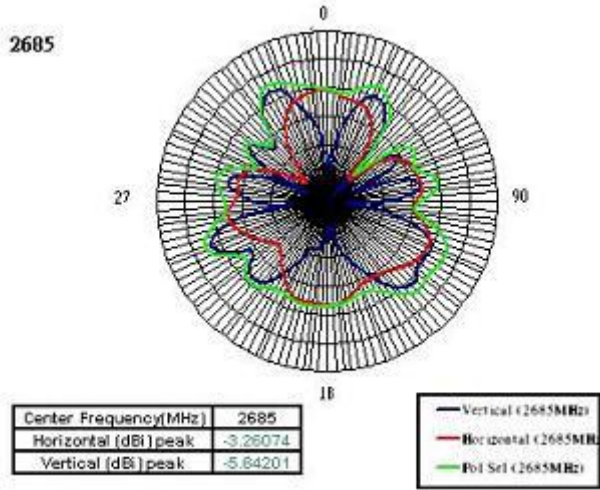 0
2685
27
90
18
Center Frequency(MHz) 2685
Horizontal (dBi) peak -3.26074
Vertical (dBi) peak -5.84201
Vertical (2685MHz)
Horizontal (2685MHz
Pol Sel (2685MHz)